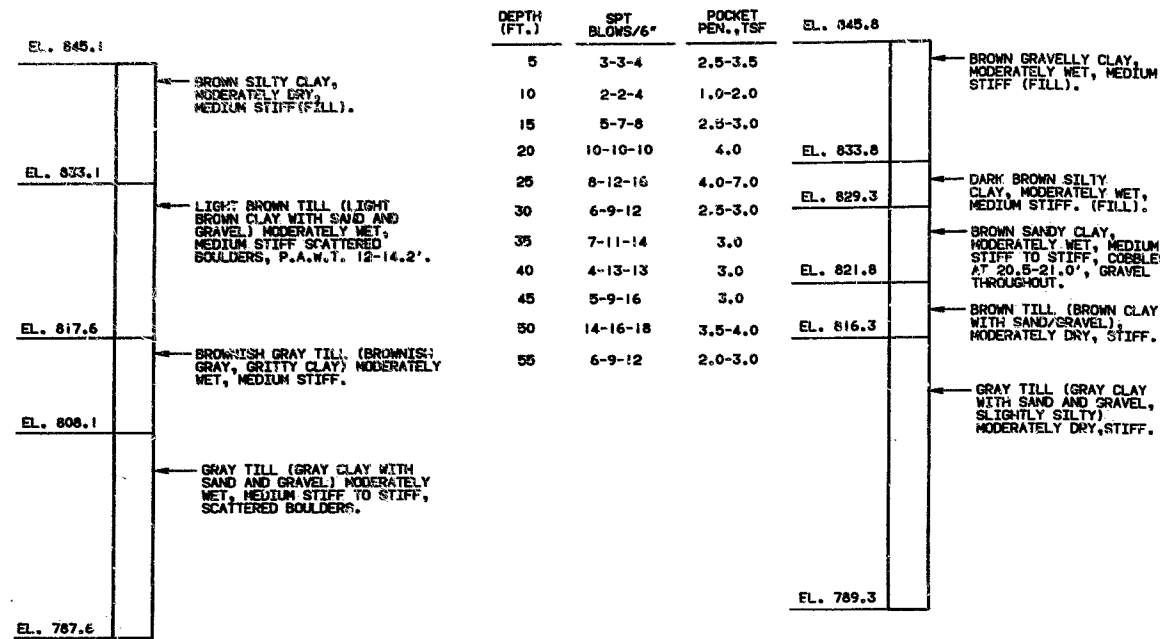 EL. 845.1
BROWN SILTY CLAY,
MODERATELY DRY,
MEDIUM STIFF(FILL).
EL. 833.1
LIGHT BROWN TILL (LIGHT
BROWN CLAY WITH SAND AND
GRAVEL) MODERATELY WET,
MEDIUM STIFF SCATTERED
BOULDERS, P.A.W.T. 12-14.2'.
EL. 817.6
BROWNISH GRAY TILL (BROWNISH
GRAY, GRITTY CLAY) MODERATELY
WET, MEDIUM STIFF.
EL. 808.1
GRAY TILL (GRAY CLAY WITH
SAND AND GRAVEL) MODERATELY
WET, MEDIUM STIFF TO STIFF,
SCATTERED BOULDERS.
EL. 787.6
DEPTH (FT.) SPT BLOWS/6" POCKET PEN.,TSF
5 3-3-4 2.5-3.5
10 2-2-4 1.0-2.0
15 5-7-8 2.5-3.0
20 10-10-10 4.0
25 8-12-16 4.0-7.0
30 6-9-12 2.5-3.0
35 7-11-14 3.0
40 4-13-13 3.0
45 5-9-16 3.0
50 14-16-18 3.5-4.0
55 6-9-12 2.0-3.0
EL. 845.8
BROWN GRAVELLY CLAY,
MODERATELY WET, MEDIUM
STIFF (FILL).
EL. 833.8
DARK BROWN SILTY
CLAY, MODERATELY WET,
MEDIUM STIFF. (FILL).
EL. 829.3
BROWN SANDY CLAY,
MODERATELY WET, MEDIUM
STIFF TO STIFF, COBBLES
AT 20.5-21.0', GRAVEL
THROUGHOUT.
EL. 821.8
BROWN TILL (BROWN CLAY
WITH SAND/GRAVEL),
MODERATELY DRY, STIFF.
EL. 816.3
GRAY TILL (GRAY CLAY
WITH SAND AND GRAVEL,
SLIGHTLY SILTY)
MODERATELY DRY,STIFF.
EL. 789.3